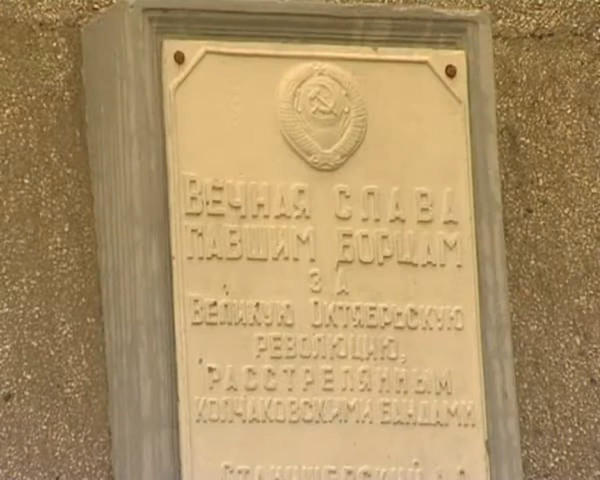 ВЕЧНАЯ СЛАВА
ПАВШИМ БОРЦАМ
ЗА
ВЕЛИКУЮ ОКТЯБРЬСКУЮ
РЕВОЛЮЦИЮ,
РАССТРЕЛЯННЫМ
КОЛЧАКОВСКИМИ БАНДАМИ